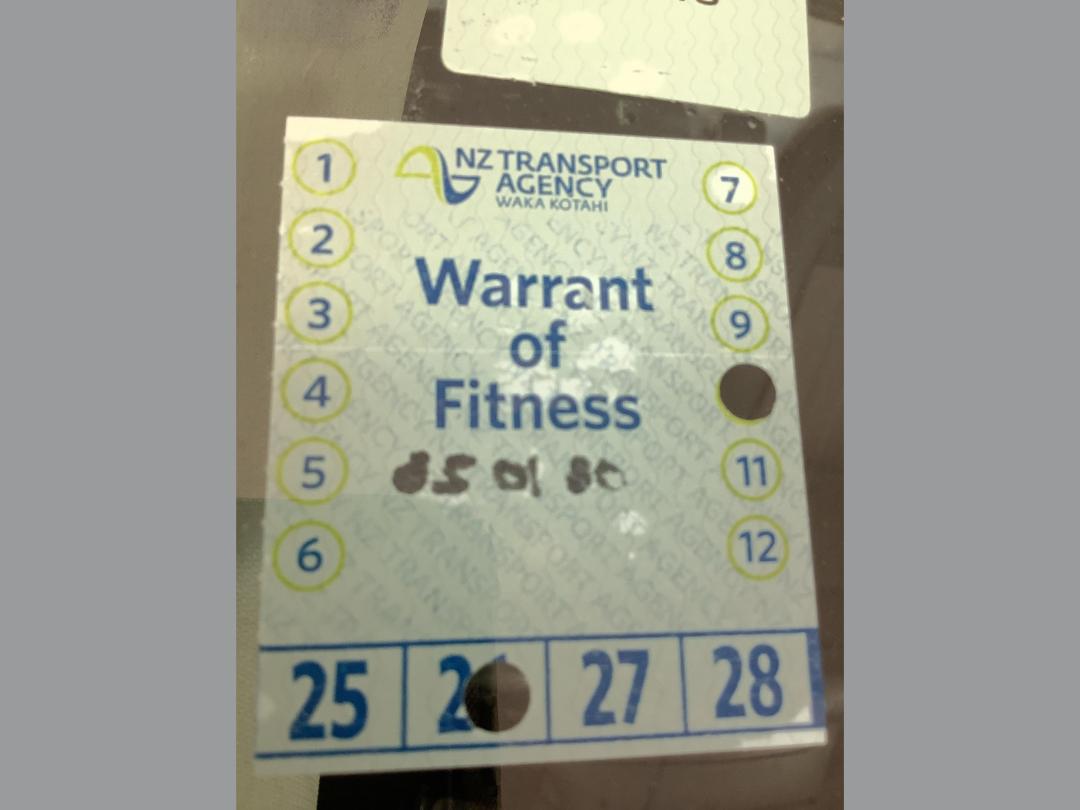 1
NZ TRANSPORT
AGENCY
WAKA KOTAHI
7
2
8
Warrant
of
Fitness
3
9
4
5
11
6
12
25
27
28